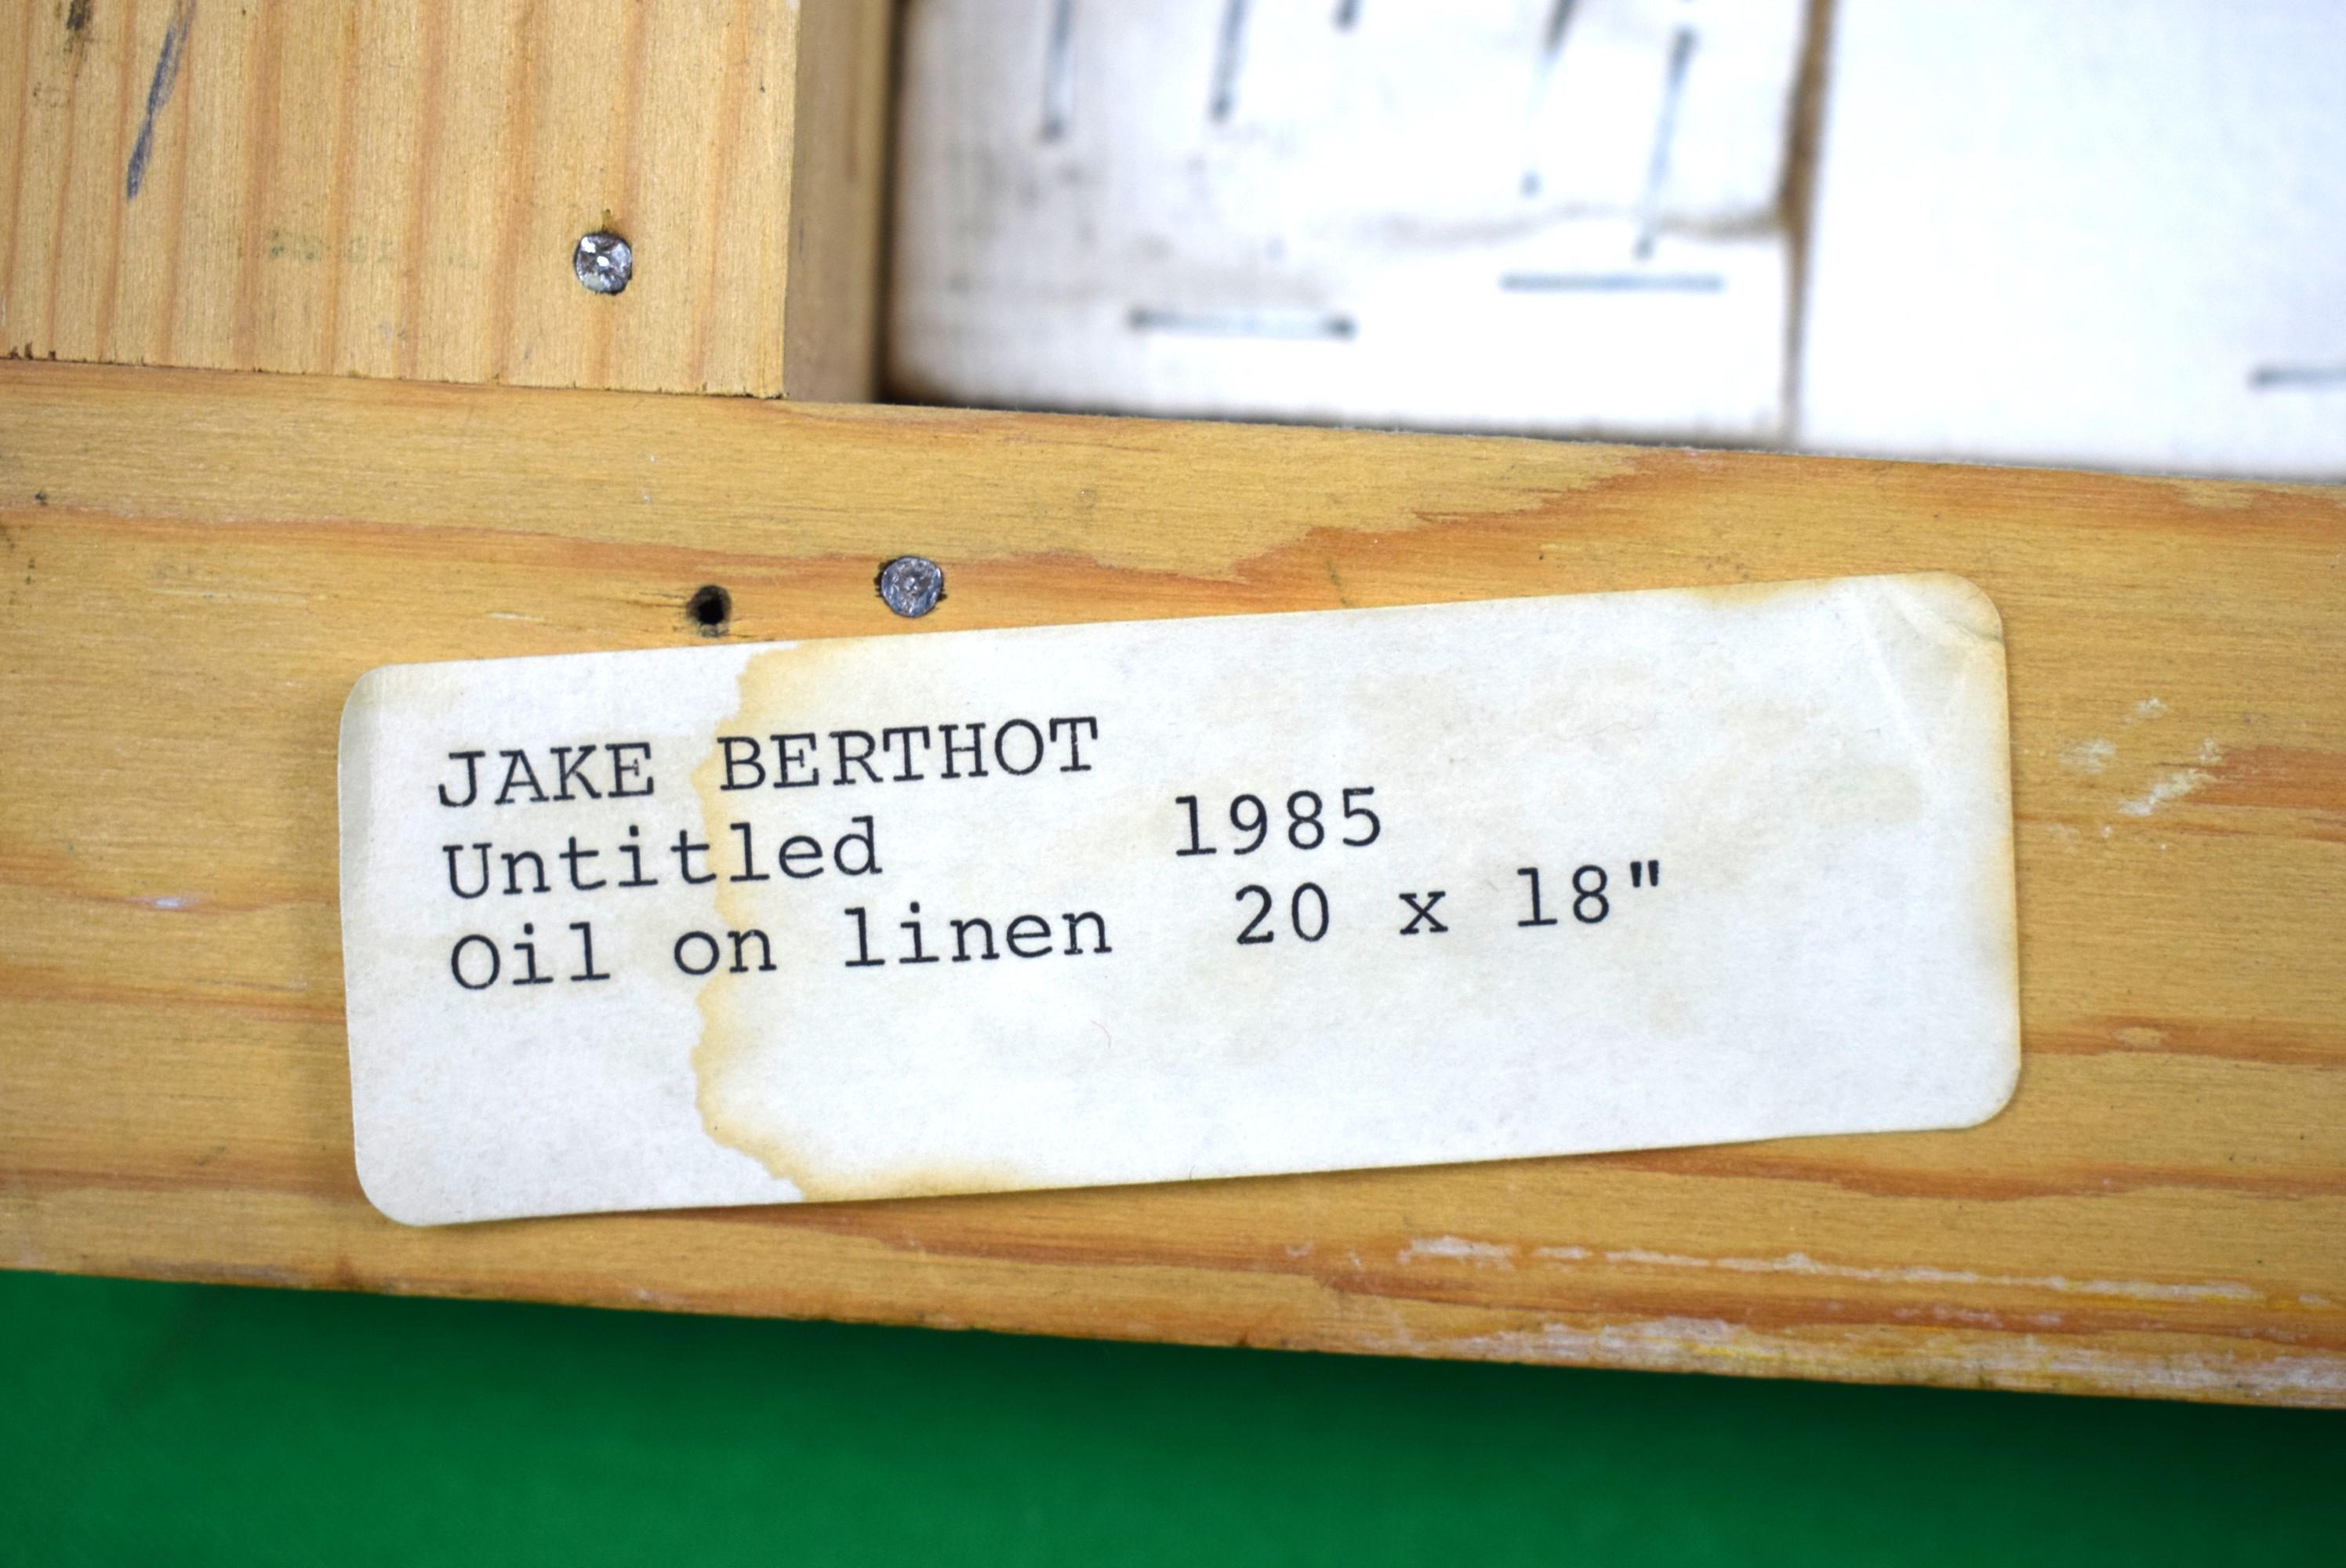 JAKE BERTHOT
Untitled 1985
Oil on linen 20 x 18"